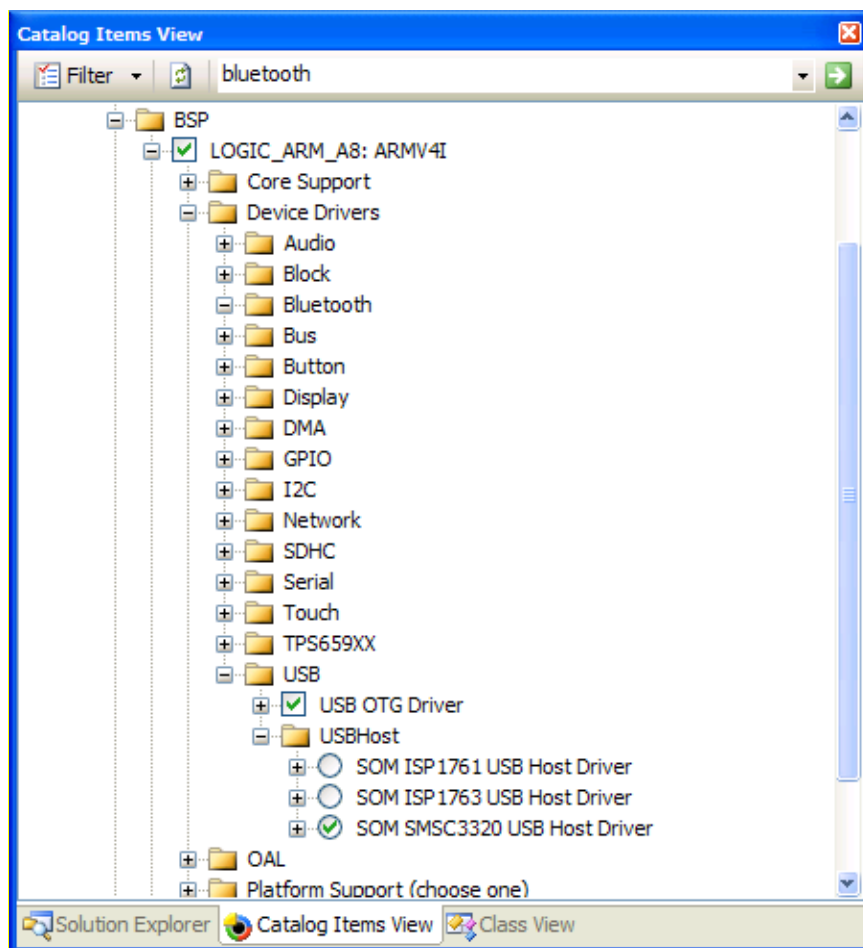 Catalog Items View
Filter bluetooth
BSP
LOGIC_ARM_A8: ARMV4I
Core Support
Device Drivers
Audio
Block
Bluetooth
Bus
Button
Display
DMA
GPIO
I2C
Network
SDHC
Serial
Touch
TPS659XX
USB
USB OTG Driver
USBHost
SOM ISP1761 USB Host Driver
SOM ISP1763 USB Host Driver
SOM SMSC3320 USB Host Driver
OAL
Platform Support (choose one)
Solution Explorer Catalog Items View Class View